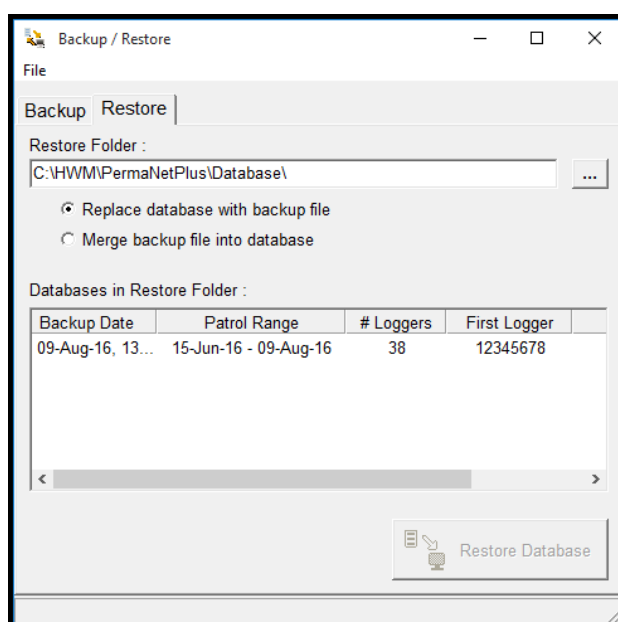 Backup / Restore
File
Backup Restore
Restore Folder :
C:\HWM\PermaNetPlus\Database\ ...
Replace database with backup file
Merge backup file into database
Databases in Restore Folder :
Backup Date Patrol Range # Loggers First Logger
09-Aug-16, 13... 15-Jun-16 - 09-Aug-16 38 12345678
Restore Database